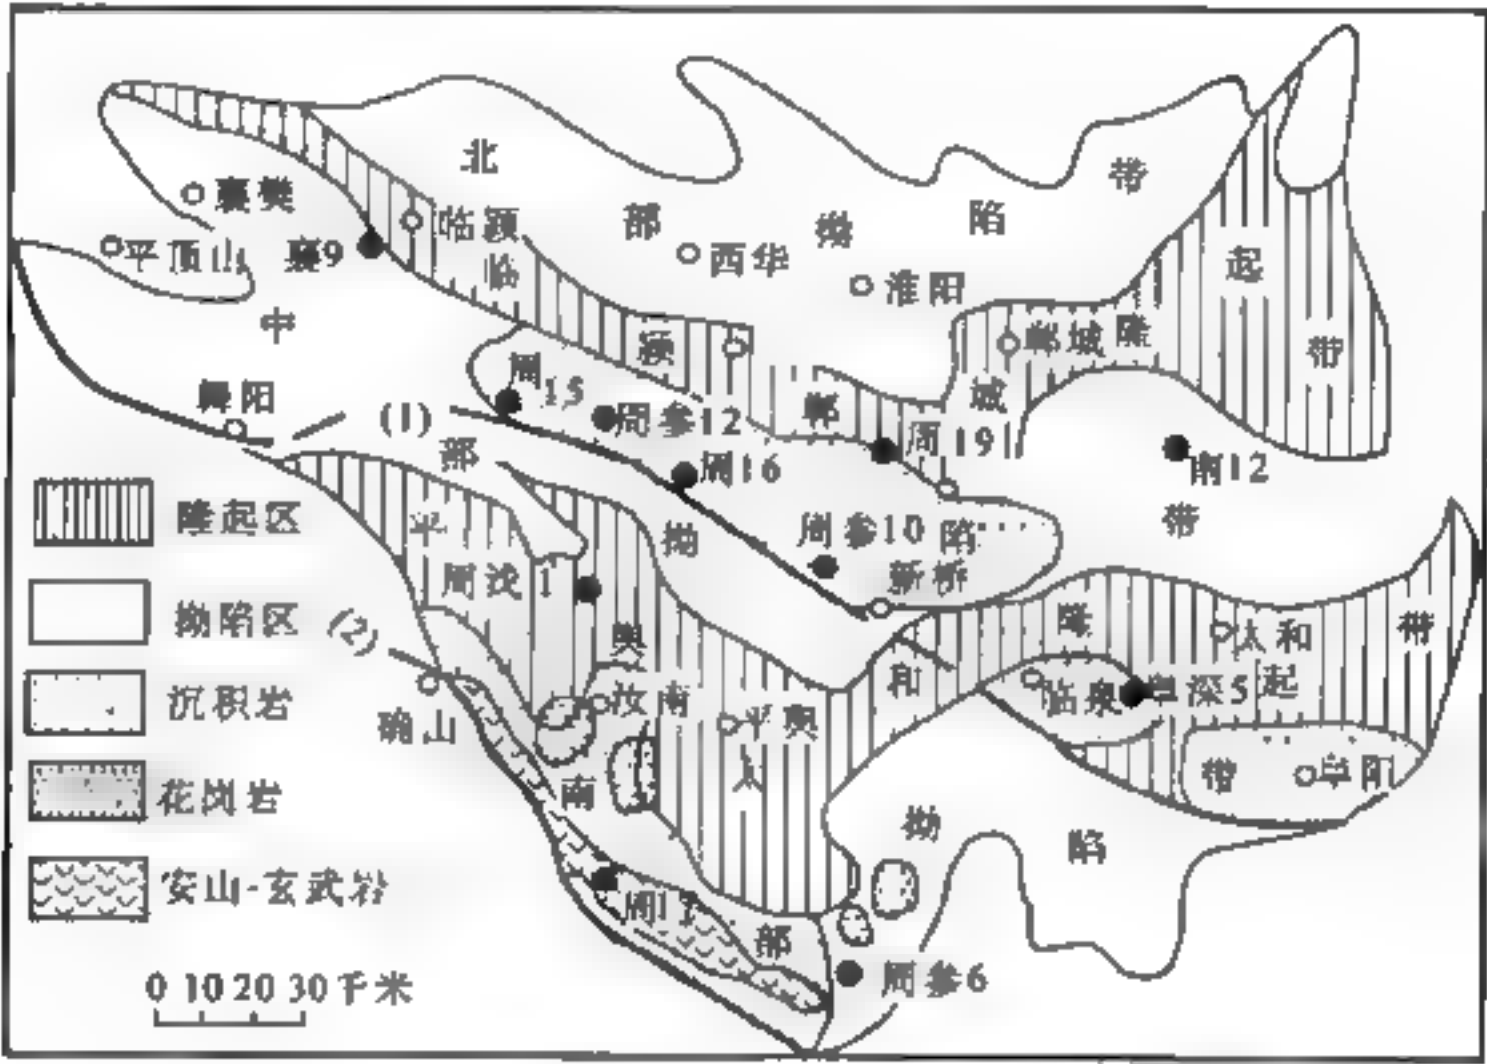 北部坳陷带
襄樊
临颍
平顶山
襄9
西华
淮阳
临颍郸城隆起带
郸城
中部坳陷带
舞阳
(1)
周15
周参12
周16
周19
南12
周参10
新桥
隆起区
坳陷区
沉积岩
花岗岩
安山-玄武岩
平舆太和隆起带
(2)
确山
汝南
平舆
太和
临泉
阜深5
阜阳
南部坳陷带
周17
周参6
0 10 20 30千米